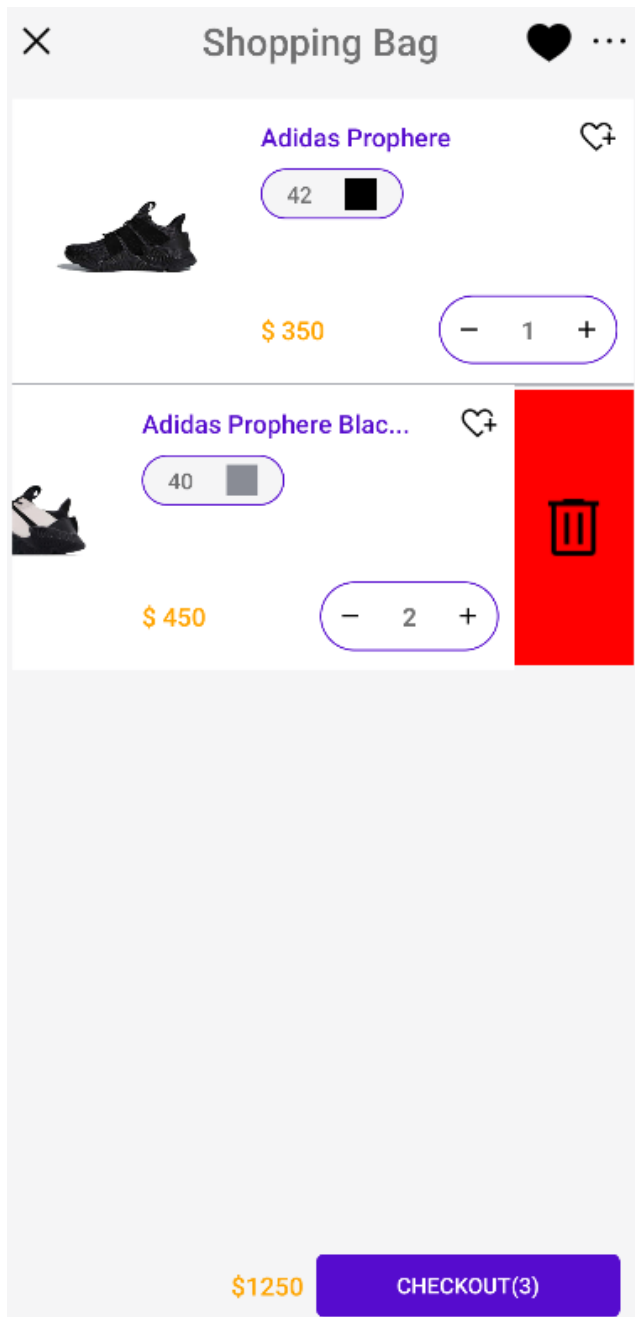 Shopping Bag
Adidas Prophere
42
$ 350
− 1 +
Adidas Prophere Blac...
40
$ 450
− 2 +
$1250 CHECKOUT(3)